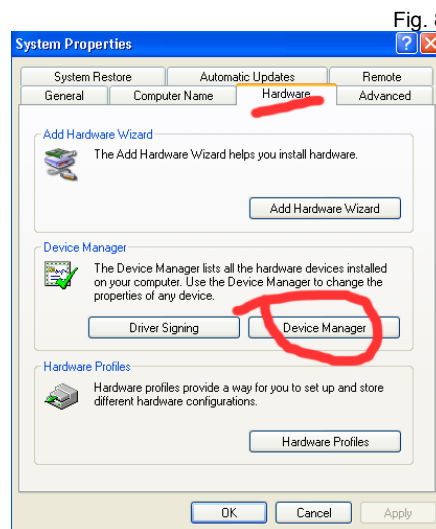 Fig. 8
System Properties
System Restore Automatic Updates Remote
General Computer Name Hardware Advanced
Add Hardware Wizard
The Add Hardware Wizard helps you install hardware.
Add Hardware Wizard
Device Manager
The Device Manager lists all the hardware devices installed
on your computer. Use the Device Manager to change the
properties of any device.
Driver Signing Device Manager
Hardware Profiles
Hardware profiles provide a way for you to set up and store
different hardware configurations.
Hardware Profiles
OK Cancel Apply